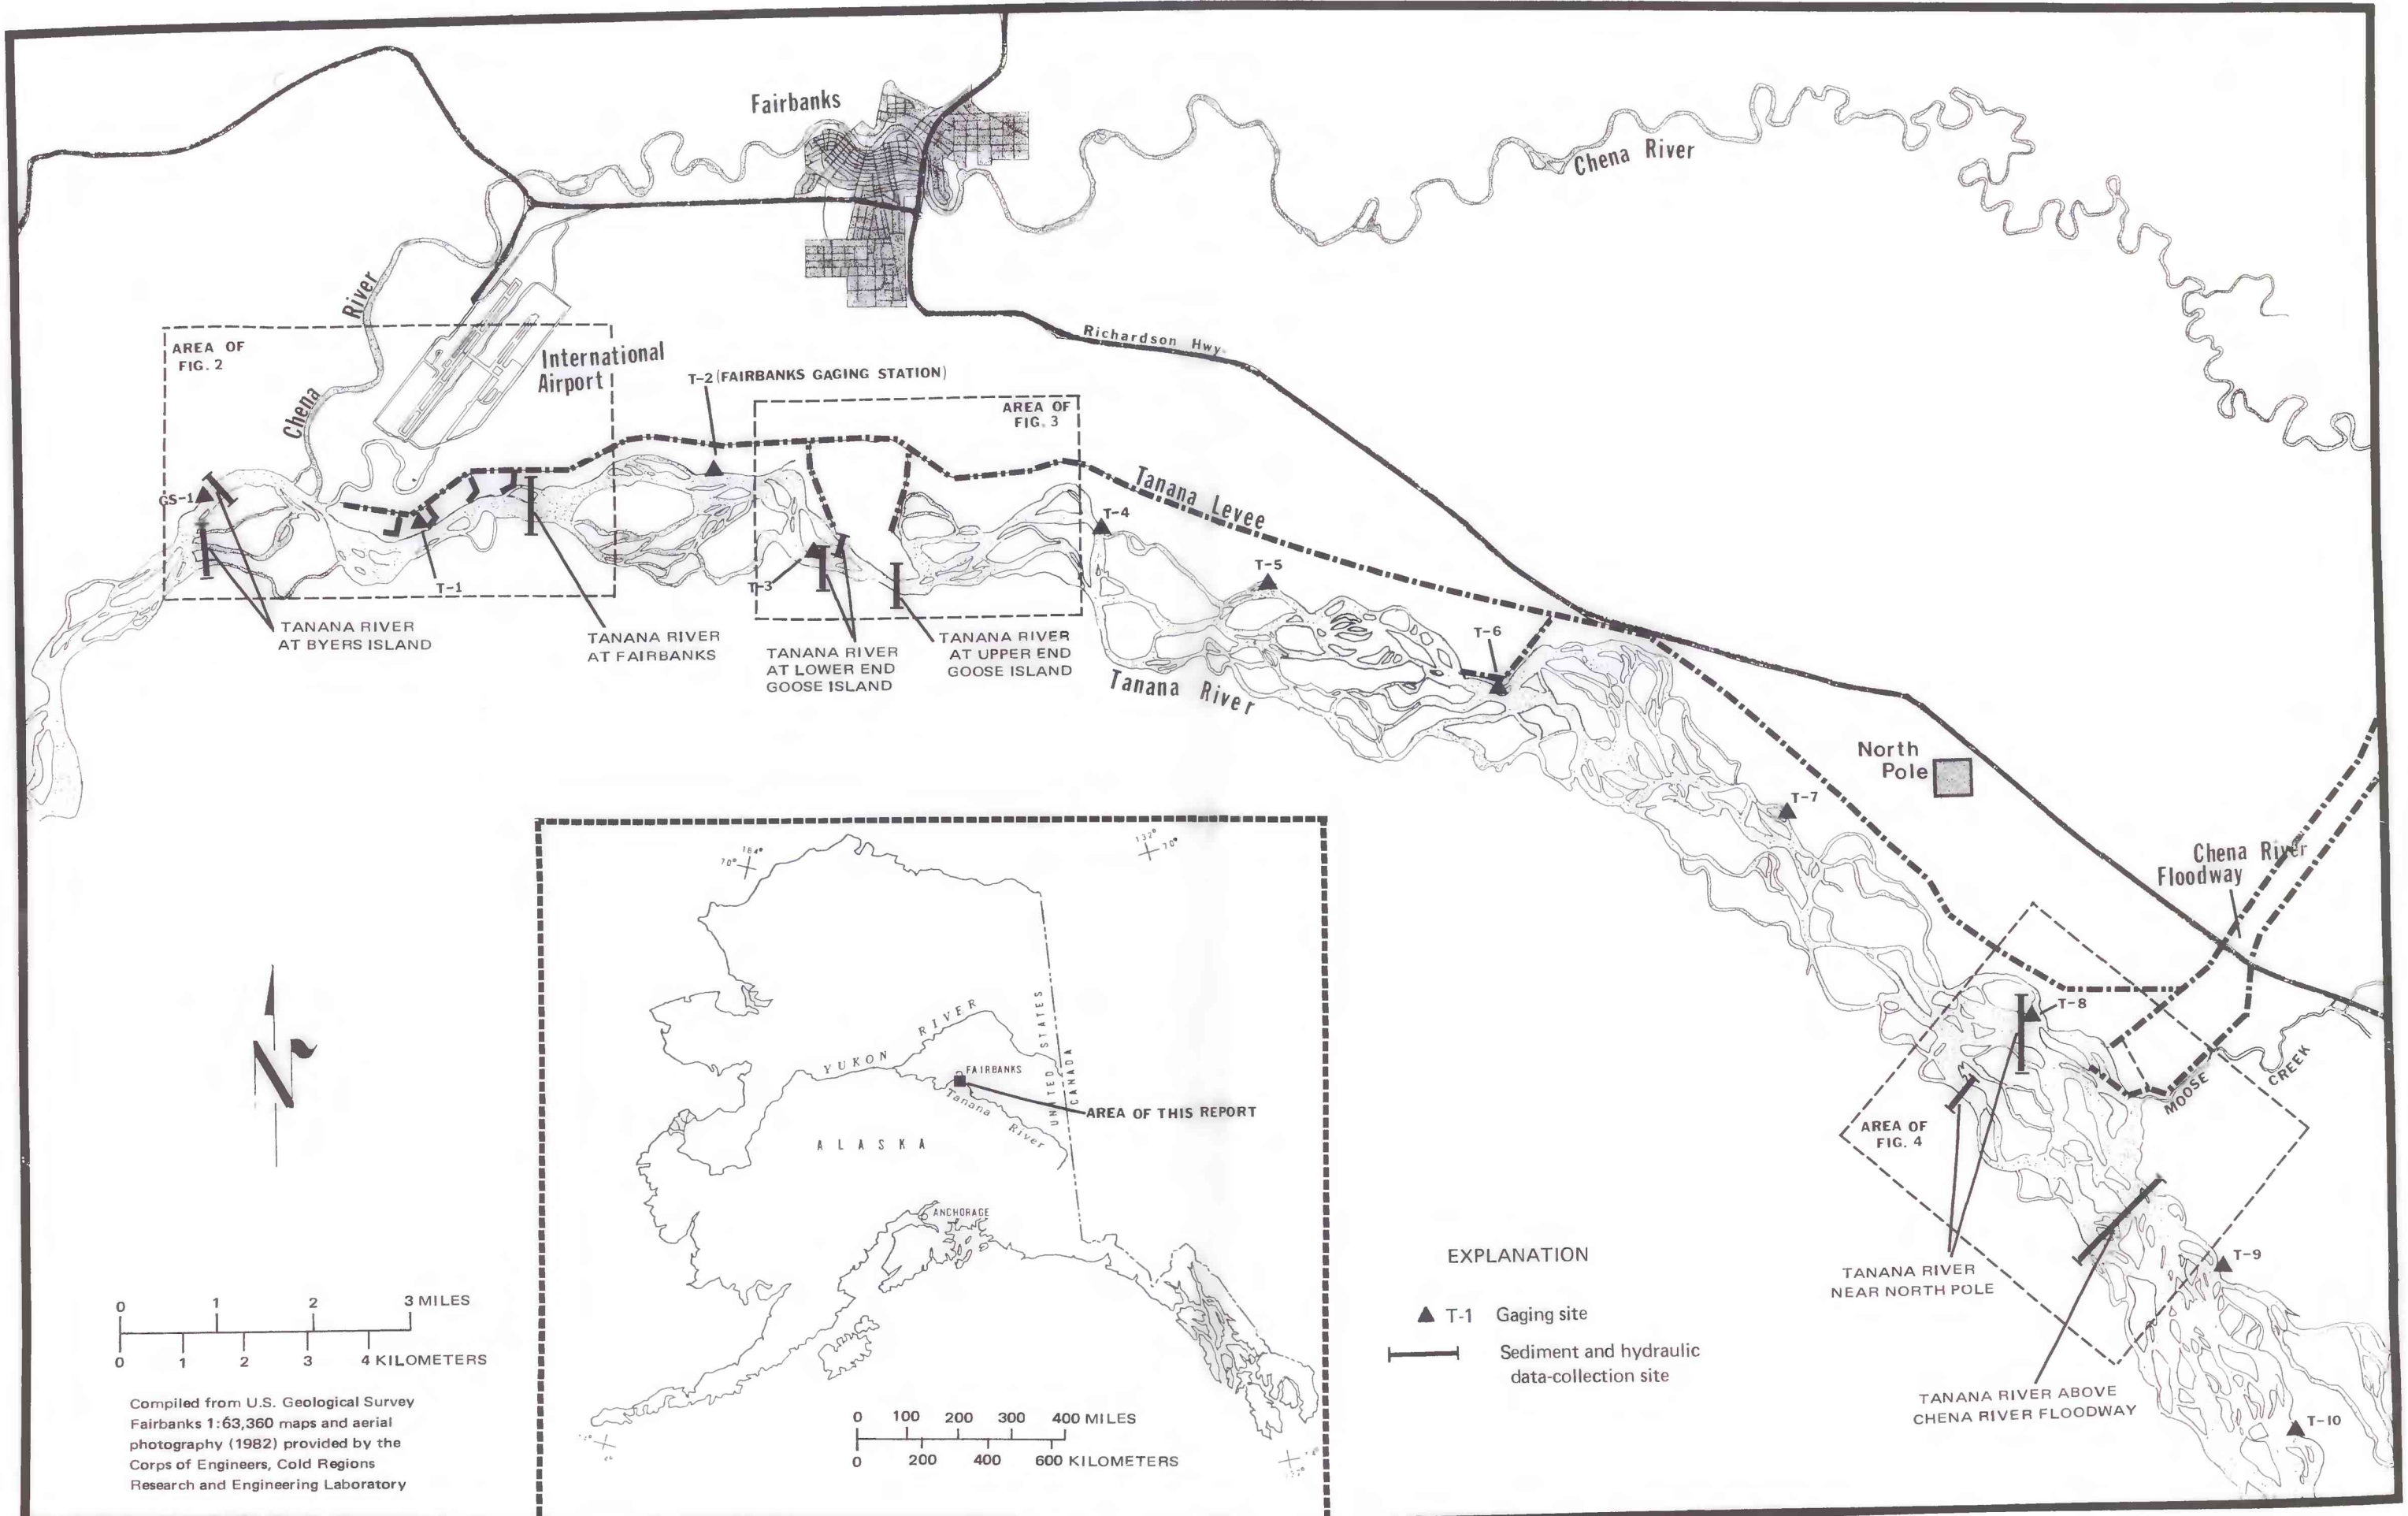 Fairbanks
Chena River
Richardson Hwy.
AREA OF
FIG. 2
Chena River
International
Airport
T-2 (FAIRBANKS GAGING STATION)
AREA OF
FIG. 3
Tanana Levee
GS-1
T-1
T-3
T-4
T-5
T-6
TANANA RIVER
AT BYERS ISLAND
TANANA RIVER
AT FAIRBANKS
TANANA RIVER
AT LOWER END
GOOSE ISLAND
TANANA RIVER
AT UPPER END
GOOSE ISLAND
Tanana River
North
Pole
T-7
Chena River
Floodway
T-8
MOOSE CREEK
AREA OF
FIG. 4
TANANA RIVER
NEAR NORTH POLE
T-9
TANANA RIVER ABOVE
CHENA RIVER FLOODWAY
T-10
N
164°
70°
132°
70°
YUKON RIVER
UNITED STATES
CANADA
FAIRBANKS
Tanana River
AREA OF THIS REPORT
ALASKA
ANCHORAGE
0 100 200 300 400 MILES
0 200 400 600 KILOMETERS
EXPLANATION
T-1 Gaging site
Sediment and hydraulic
data-collection site
0 1 2 3 MILES
0 1 2 3 4 KILOMETERS
Compiled from U.S. Geological Survey
Fairbanks 1:63,360 maps and aerial
photography (1982) provided by the
Corps of Engineers, Cold Regions
Research and Engineering Laboratory